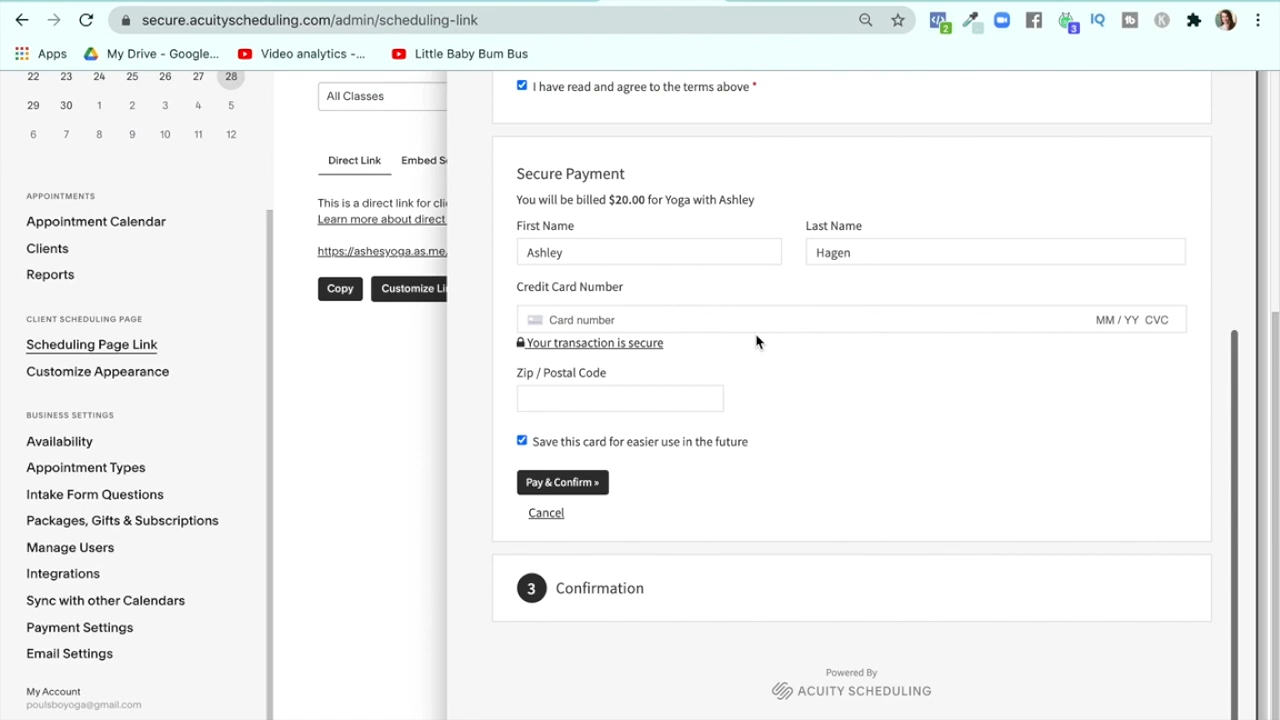 secure.acuityscheduling.com/admin/scheduling-link
2
3
Apps
My Drive - Google...
Video analytics -...
Little Baby Bum Bus
22 23 24 25 26 27 28
29 30 1 2 3 4 5
6 7 8 9 10 11 12
APPOINTMENTS
Appointment Calendar
Clients
Reports
CLIENT SCHEDULING PAGE
Scheduling Page Link
Customize Appearance
BUSINESS SETTINGS
Availability
Appointment Types
Intake Form Questions
Packages, Gifts & Subscriptions
Manage Users
Integrations
Sync with other Calendars
Payment Settings
Email Settings
My Account
poulsboyoga@gmail.com
All Classes
Direct Link Embed
This is a direct link for
Learn more about direct
https://ashesyoga.as.me
Copy Customize
I have read and agree to the terms above *
Secure Payment
You will be billed $20.00 for Yoga with Ashley
First Name Last Name
Ashley Hagen
Credit Card Number
Card number MM / YY CVC
Your transaction is secure
Zip / Postal Code
Save this card for easier use in the future
Pay & Confirm »
Cancel
3 Confirmation
Powered By
ACUITY SCHEDULING